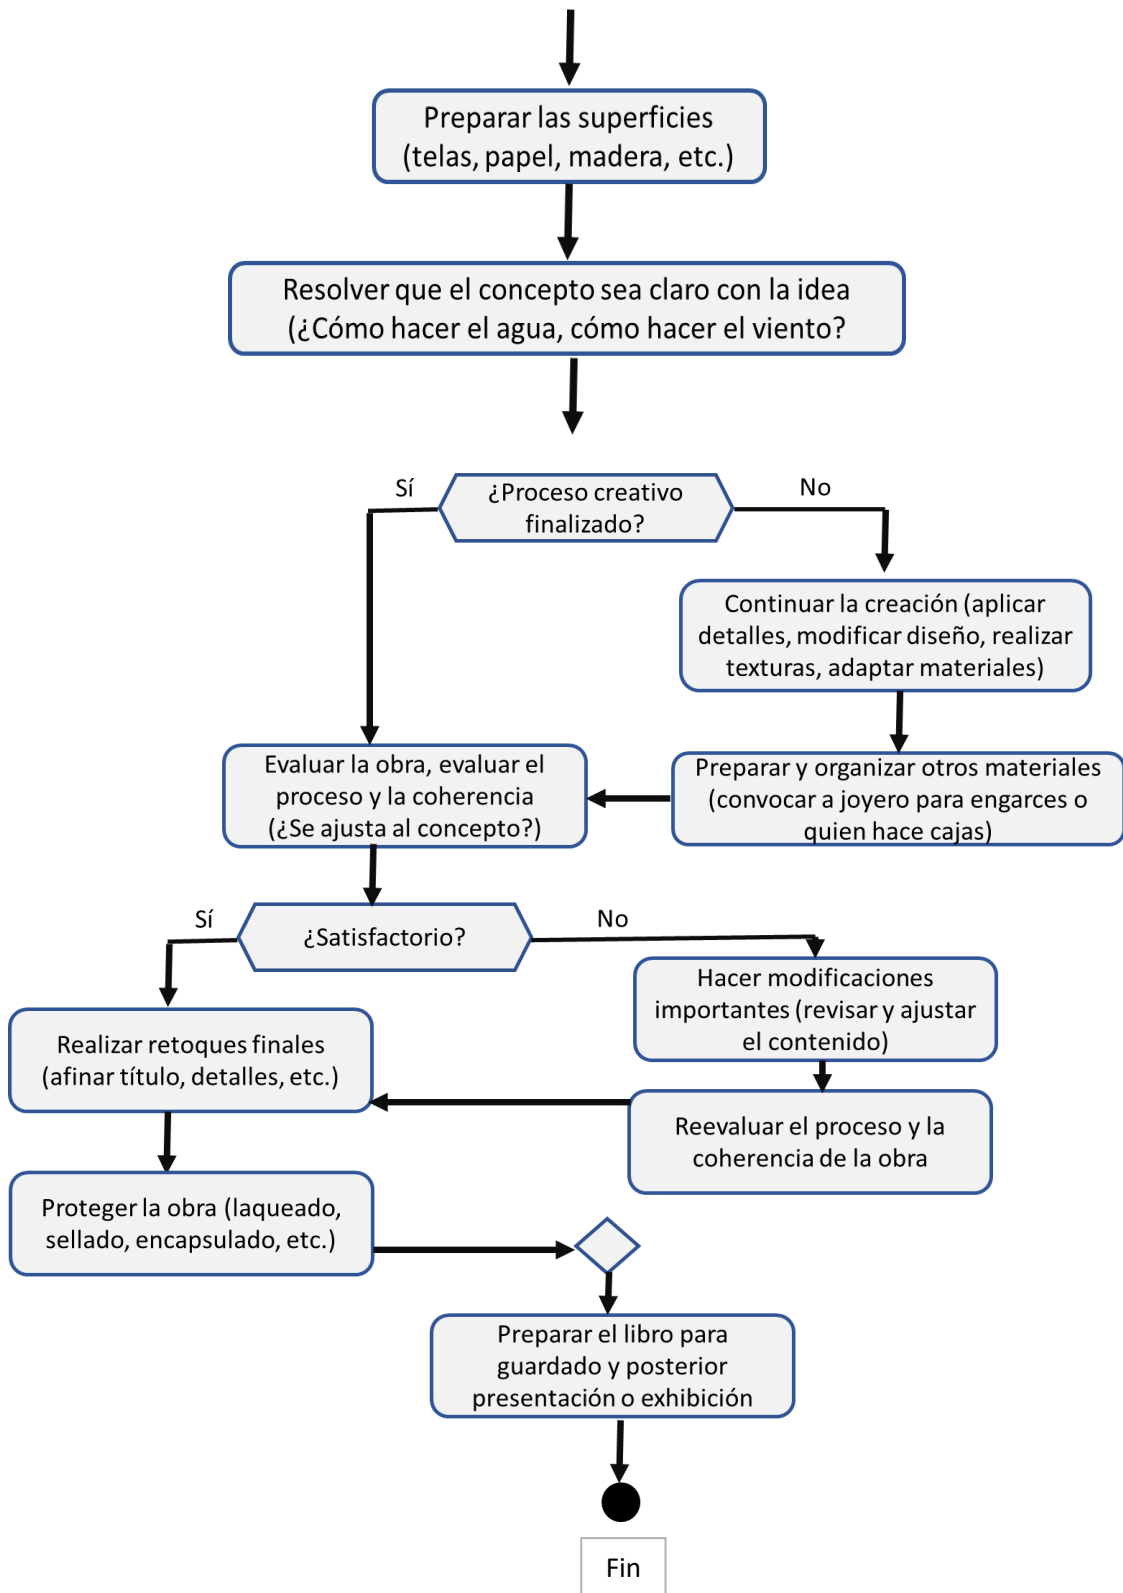 Preparar las superficies
(telas, papel, madera, etc.)
Resolver que el concepto sea claro con la idea
(¿Cómo hacer el agua, cómo hacer el viento?
Sí
¿Proceso creativo
finalizado?
No
Continuar la creación (aplicar
detalles, modificar diseño, realizar
texturas, adaptar materiales)
Evaluar la obra, evaluar el
proceso y la coherencia
(¿Se ajusta al concepto?)
Preparar y organizar otros materiales
(convocar a joyero para engarces o
quien hace cajas)
Sí
¿Satisfactorio?
No
Hacer modificaciones
importantes (revisar y ajustar
el contenido)
Realizar retoques finales
(afinar título, detalles, etc.)
Reevaluar el proceso y la
coherencia de la obra
Proteger la obra (laqueado,
sellado, encapsulado, etc.)
Preparar el libro para
guardado y posterior
presentación o exhibición
Fin